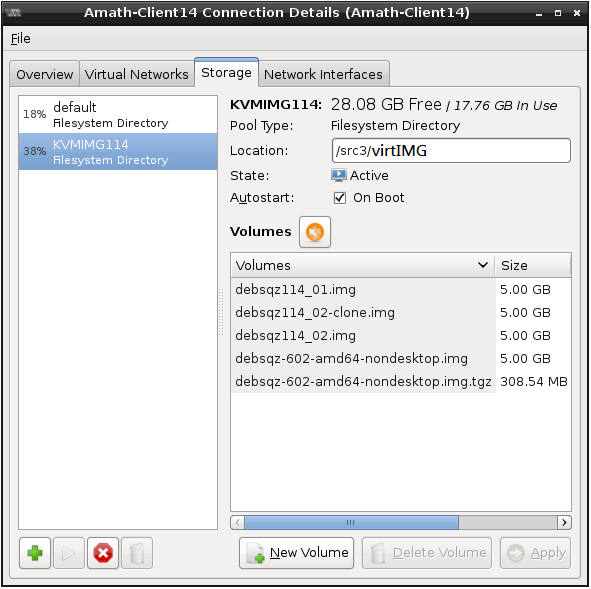 Amath-Client14 Connection Details (Amath-Client14)
File
Overview Virtual Networks Storage Network Interfaces
18% default
Filesystem Directory
38% KVMIMG114
Filesystem Directory
KVMIMG114: 28.08 GB Free / 17.76 GB In Use
Pool Type: Filesystem Directory
Location: /src3/virtIMG
State: Active
Autostart: On Boot
Volumes
Volumes Size
debsqz114_01.img 5.00 GB
debsqz114_02-clone.img 5.00 GB
debsqz114_02.img 5.00 GB
debsqz-602-amd64-nondesktop.img 5.00 GB
debsqz-602-amd64-nondesktop.img.tgz 308.54 MB
New Volume Delete Volume Apply